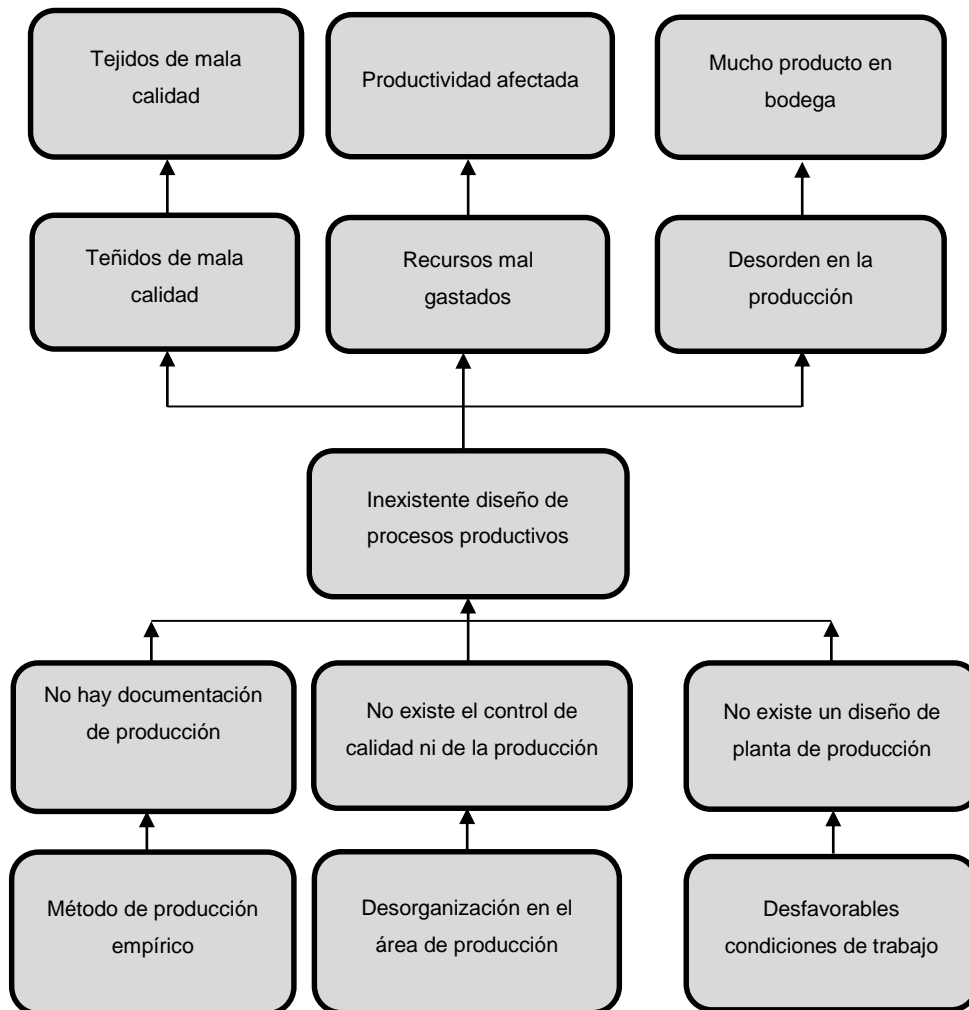 Tejidos de mala
calidad
Productividad afectada
Mucho producto en
bodega
Teñidos de mala
calidad
Recursos mal
gastados
Desorden en la
producción
Inexistente diseño de
procesos productivos
No hay documentación
de producción
No existe el control de
calidad ni de la producción
No existe un diseño de
planta de producción
Método de producción
empírico
Desorganización en el
área de producción
Desfavorables
condiciones de trabajo